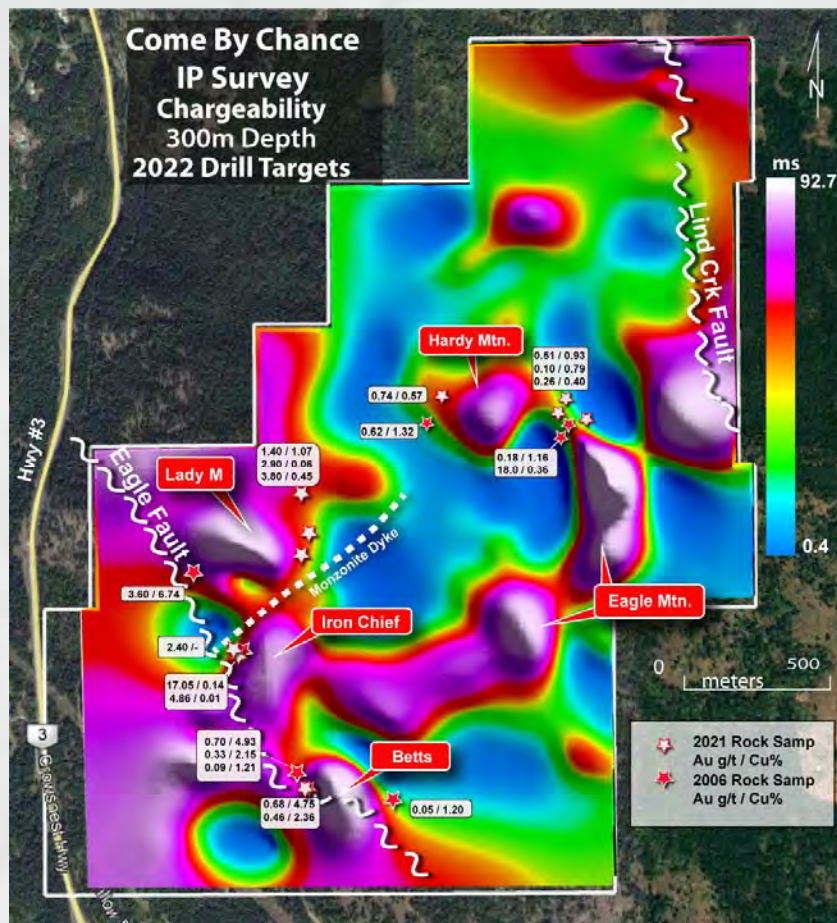 Come By Chance
IP Survey
Chargeability
300m Depth
2022 Drill Targets
N
ms
92.7
0.4
Lind Crk Fault
Hwy #3
Hardy Mtn.
0.51 / 0.93
0.10 / 0.79
0.26 / 0.40
0.74 / 0.57
0.62 / 1.32
0.18 / 1.16
18.0 / 0.36
1.40 / 1.07
2.90 / 0.06
3.80 / 0.45
Eagle Fault
Lady M
Monzonite Dyke
3.60 / 6.74
Iron Chief
Eagle Mtn.
2.40 /-
17.05 / 0.14
4.86 / 0.01
0 500
meters
0.70 / 4.93
0.33 / 2.15
0.09 / 1.21
Betts
0.68 / 4.75
0.46 / 2.36
0.05 / 1.20
3
Crowsnest Hwy
2021 Rock Samp
Au g/t / Cu%
2006 Rock Samp
Au g/t / Cu%